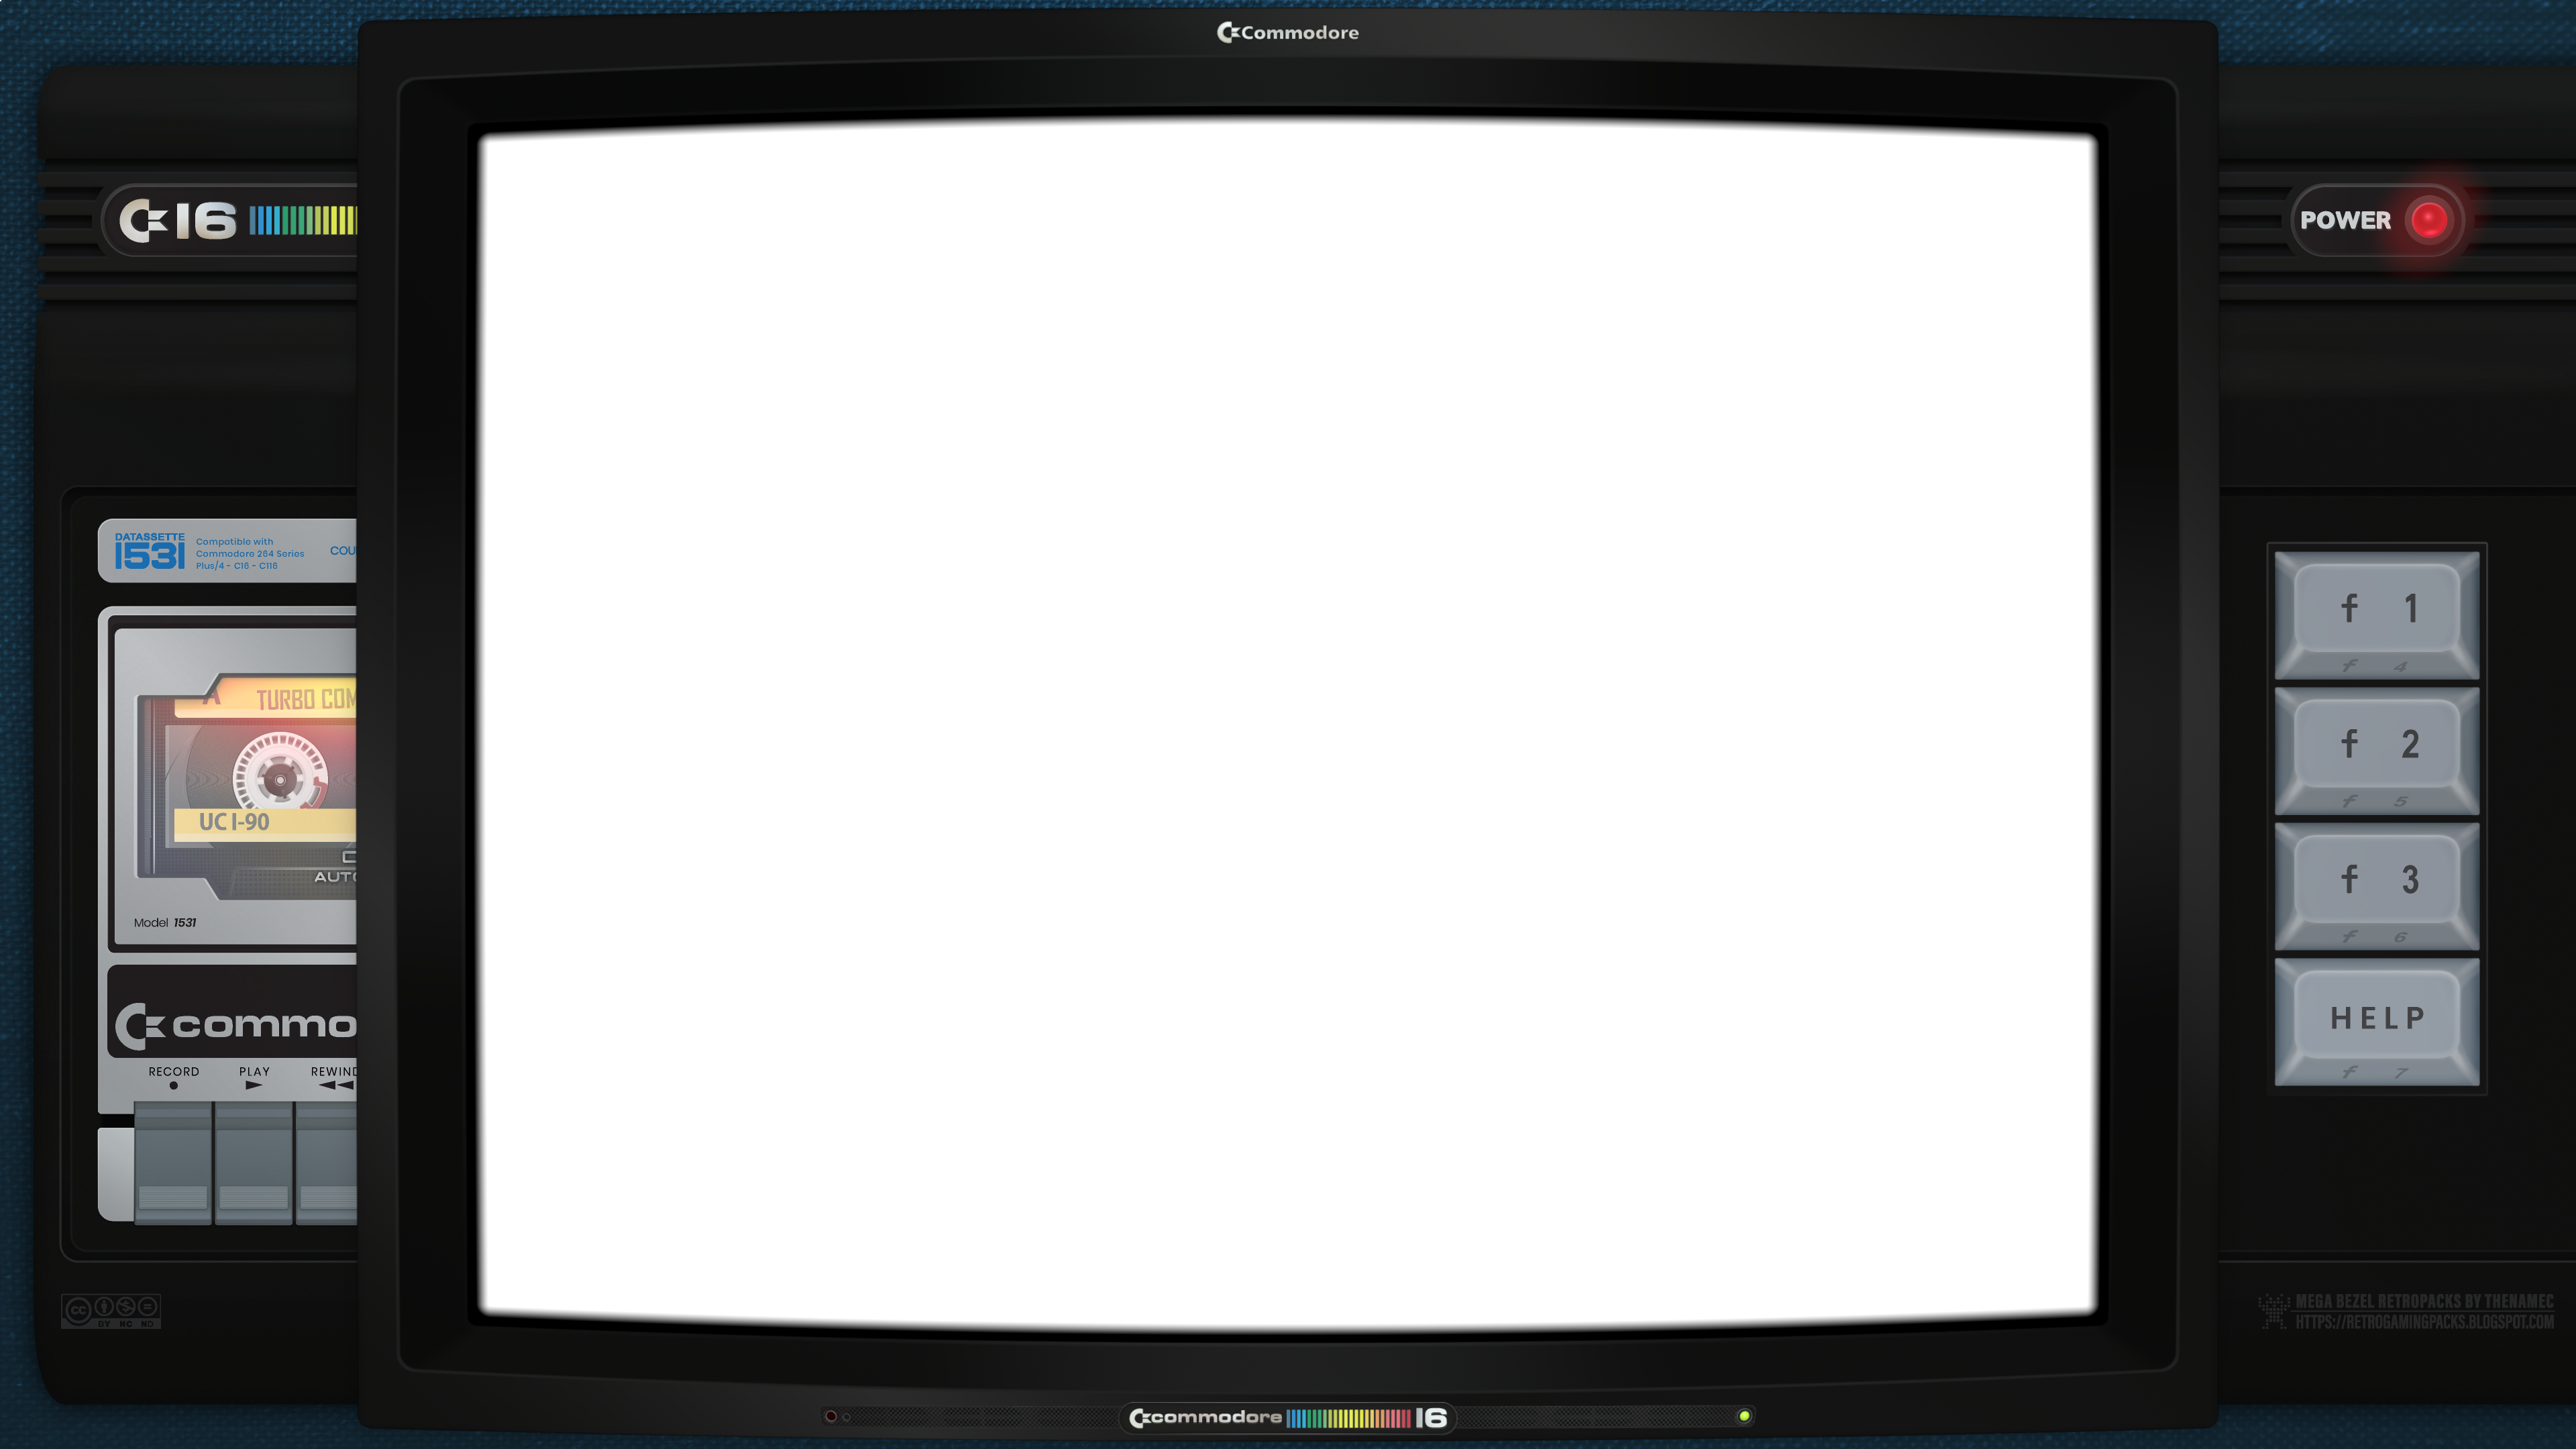 Commodore
C 16
POWER
DATASSETTE
1531
Compatible with
Commodore 264 Series
Plus/4 - C16 - C116
COU
A TURBO COM
UC I-90
C
AUTO
Model 1531
commo
RECORD PLAY REWIND
f 1
f 4
f 2
f 5
f 3
f 6
HELP
f 7
cc
BY NC ND
MEGA BEZEL RETROPACKS BY THENAMEC
HTTPS://RETROGAMINGPACKS.BLOGSPOT.COM
commodore 16